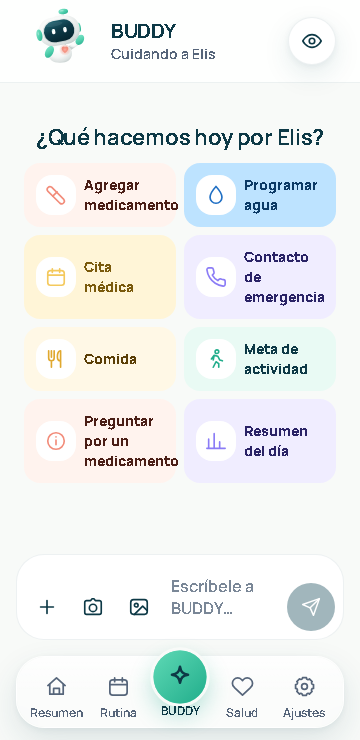 BUDDY
Cuidando a Elis
¿Qué hacemos hoy por Elis?
Agregar
medicamento
Programar
agua
Cita
médica
Contacto
de
emergencia
Comida
Meta de
actividad
Preguntar
por un
medicamento
Resumen
del día
Escríbele a
BUDDY...
Resumen
Rutina
BUDDY
Salud
Ajustes